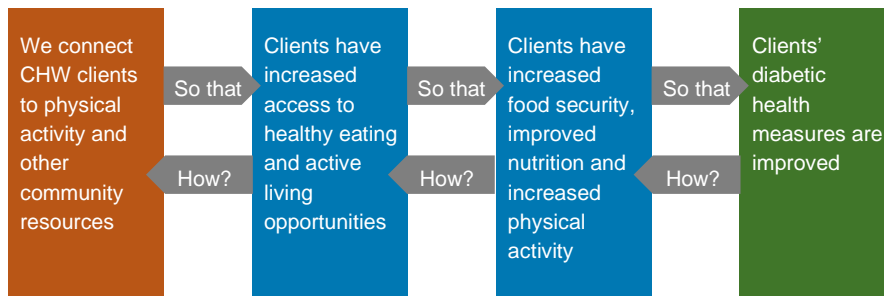 We connect
CHW clients
to physical
activity and
other
community
resources
So that
How?
Clients have
increased
access to
healthy eating
and active
living
opportunities
So that
How?
Clients have
increased
food security,
improved
nutrition and
increased
physical
activity
So that
How?
Clients’
diabetic
health
measures are
improved